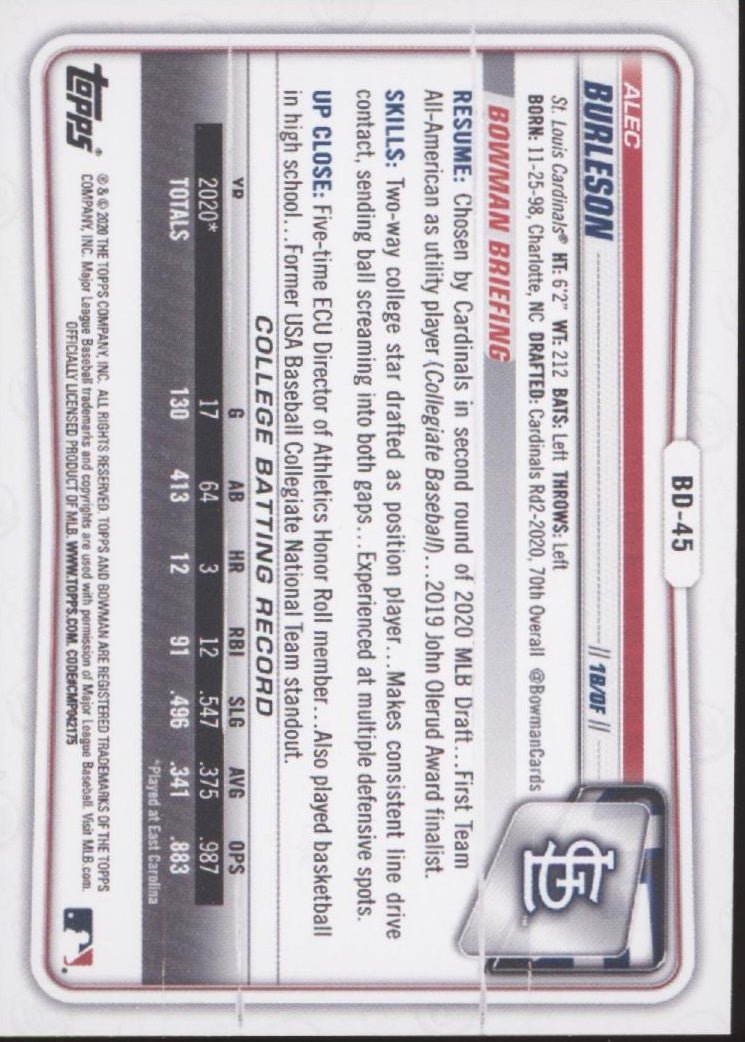 BD-45
ALEC
BURLESON || 1B/OF ||
St. Louis Cardinals® HT: 6'2" WT: 212 BATS: Left THROWS: Left
BORN: 11-25-98, Charlotte, NC DRAFTED: Cardinals Rd2-2020, 70th Overall @BowmanCards
BOWMAN BRIEFING
RESUME: Chosen by Cardinals in second round of 2020 MLB Draft...First Team
All-American as utility player (Collegiate Baseball)...2019 John Olerud Award finalist.
SKILLS: Two-way college star drafted as position player...Makes consistent line drive
contact, sending ball screaming into both gaps...Experienced at multiple defensive spots.
UP CLOSE: Five-time ECU Director of Athletics Honor Roll member...Also played basketball
in high school...Former USA Baseball Collegiate National Team standout.
COLLEGE BATTING RECORD
YR G AB HR RBI SLG AVG OPS
2020* 17 64 3 12 .547 .375 .987
TOTALS 130 413 12 91 .496 .341 .883
*Played at East Carolina
topps®
® & © 2020 THE TOPPS COMPANY, INC. ALL RIGHTS RESERVED. TOPPS AND BOWMAN ARE REGISTERED TRADEMARKS OF THE TOPPS
COMPANY, INC. Major League Baseball trademarks and copyrights are used with permission of Major League Baseball. Visit MLB.com.
OFFICIALLY LICENSED PRODUCT OF MLB. WWW.TOPPS.COM. CODE#CMP042175